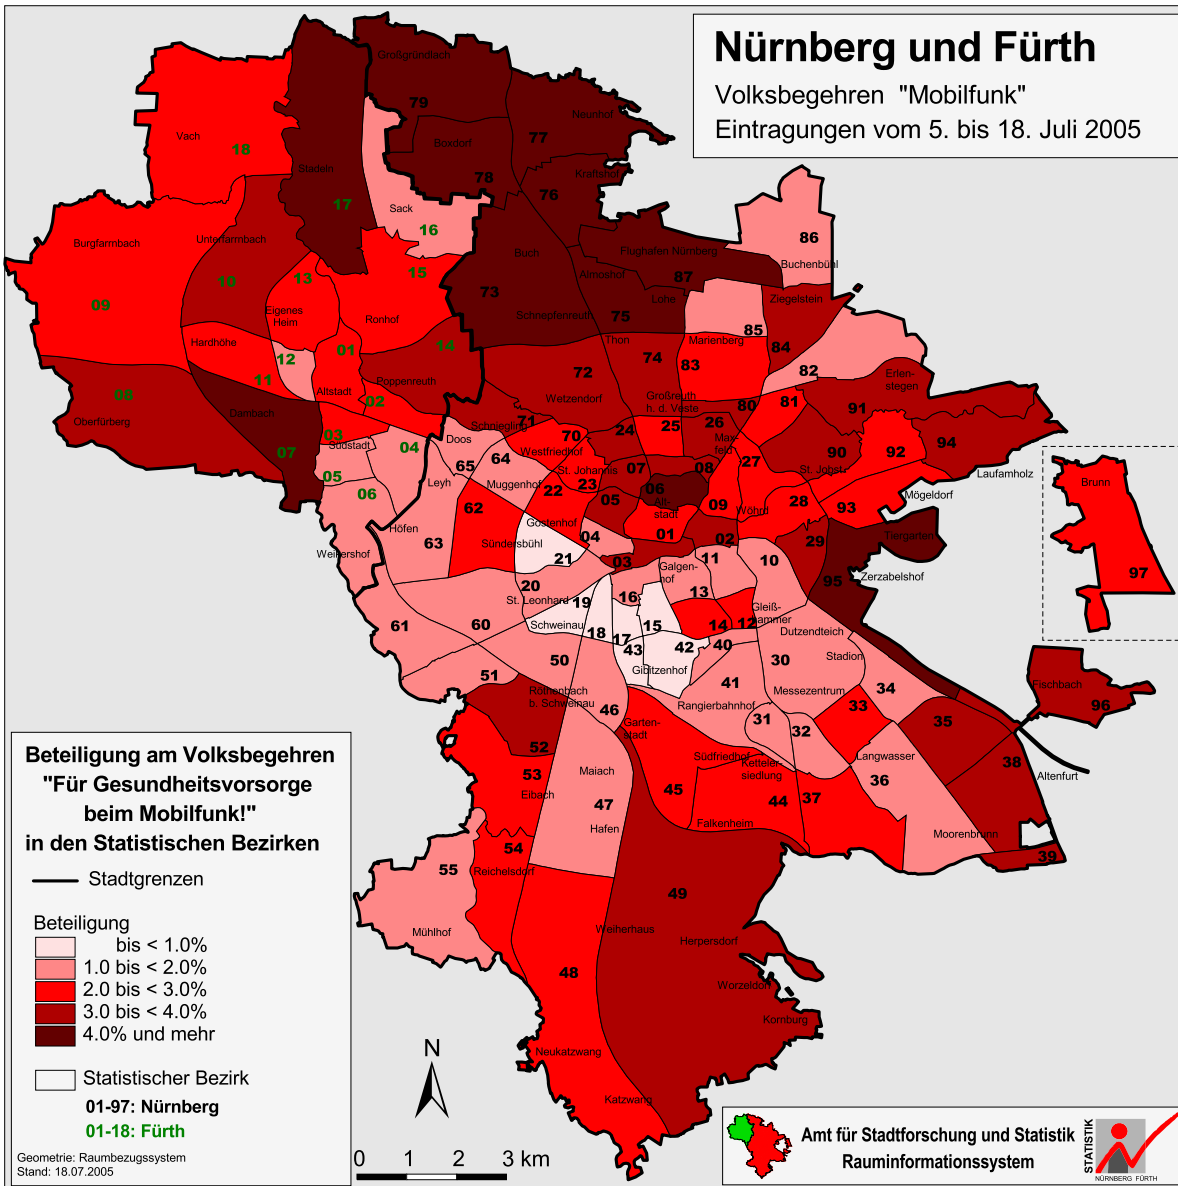 Nürnberg und Fürth
Volksbegehren "Mobilfunk"
Eintragungen vom 5. bis 18. Juli 2005
Großgründlach
79
Neunhof
77
Boxdorf
78
Kraftshof
76
Vach
18
Stadeln
17
Sack
16
86
Buchenbühl
Burgfarrnbach
09
Unterfarrnbach
10
13
15
Eigenes
Heim
Ronhof
Buch
73
Schnepfenreuth
Flughafen Nürnberg
87
Almoshof
Lohe
75
Ziegelstein
85
Thon
Marienberg
84
Hardhöhe
12
11
01
14
Poppenreuth
Altstadt
02
72
Wetzendorf
74
83
82
Erlen-
stegen
08
Oberfürberg
Dambach
07
03
Südstadt
04
05
06
Großreuth
h. d. Veste
80
81
91
Schniegling
71
70
24
25
26
Max-
feld
Doos
Westfriedhof
65
64
Leyh
Muggenhof
St. Johannis
22
23
07
08
27
St. Jobst
90
92
94
Laufamholz
06
Alt-
stadt
05
09
Wöhrd
28
93
Mögeldorf
Brunn
97
62
Gostenhof
Höfen
63
Sündersbühl
21
04
01
02
03
29
Tiergarten
Weikershof
95
Zerzabelshof
Galgen-
hof
11
10
20
St. Leonhard
19
16
13
Gleiß-
hammer
61
60
Schweinau
18
17
15
14
12
Dutzendteich
43
42
40
Gibitzenhof
30
Stadion
50
51
Röthenbach
b. Schweinau
41
Messezentrum
34
Fischbach
96
46
Garten-
stadt
Rangierbahnhof
31
32
33
35
52
Südfriedhof
Ketteler-
siedlung
Langwasser
38
Altenfurt
53
Eibach
Maiach
47
Hafen
45
44
37
36
Falkenheim
Moorenbrunn
39
54
Reichelsdorf
55
Mühlhof
49
Weiherhaus
Herpersdorf
48
Worzeldorf
Kornburg
Neukatzwang
Katzwang
Beteiligung am Volksbegehren
"Für Gesundheitsvorsorge
beim Mobilfunk!"
in den Statistischen Bezirken
Stadtgrenzen
Beteiligung
bis < 1.0%
1.0 bis < 2.0%
2.0 bis < 3.0%
3.0 bis < 4.0%
4.0% und mehr
Statistischer Bezirk
01-97: Nürnberg
01-18: Fürth
Geometrie: Raumbezugssystem
Stand: 18.07.2005
N
0 1 2 3 km
Amt für Stadtforschung und Statistik
Rauminformationssystem
STATISTIK
NÜRNBERG FÜRTH